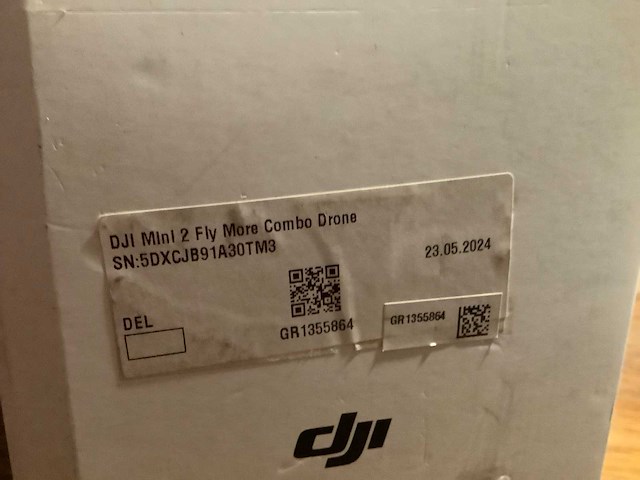 DJI Mini 2 Fly More Combo Drone
SN:5DXCJB91A30TM3
23.05.2024
DEL
GR1355864
GR1355864
dji